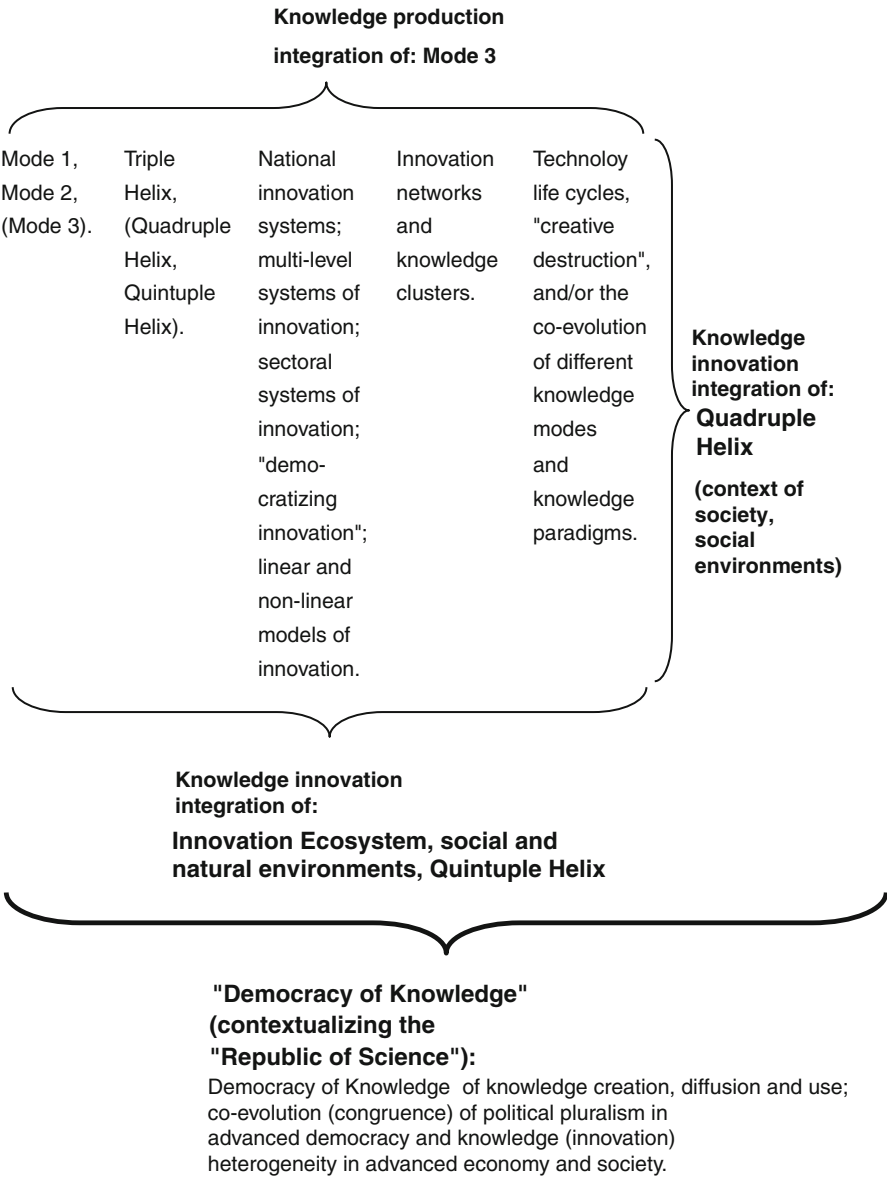 Knowledge production
integration of: Mode 3
Mode 1,
Mode 2,
(Mode 3).
Triple
Helix,
(Quadruple
Helix,
Quintuple
Helix).
National
innovation
systems;
multi-level
systems of
innovation;
sectoral
systems of
innovation;
"demo-
cratizing
innovation";
linear and
non-linear
models of
innovation.
Innovation
networks
and
knowledge
clusters.
Technoloy
life cycles,
"creative
destruction",
and/or the
co-evolution
of different
knowledge
modes
and
knowledge
paradigms.
Knowledge
innovation
integration of:
Quadruple
Helix
(context of
society,
social
environments)
Knowledge innovation
integration of:
Innovation Ecosystem, social and
natural environments, Quintuple Helix
"Democracy of Knowledge"
(contextualizing the
"Republic of Science"):
Democracy of Knowledge of knowledge creation, diffusion and use;
co-evolution (congruence) of political pluralism in
advanced democracy and knowledge (innovation)
heterogeneity in advanced economy and society.